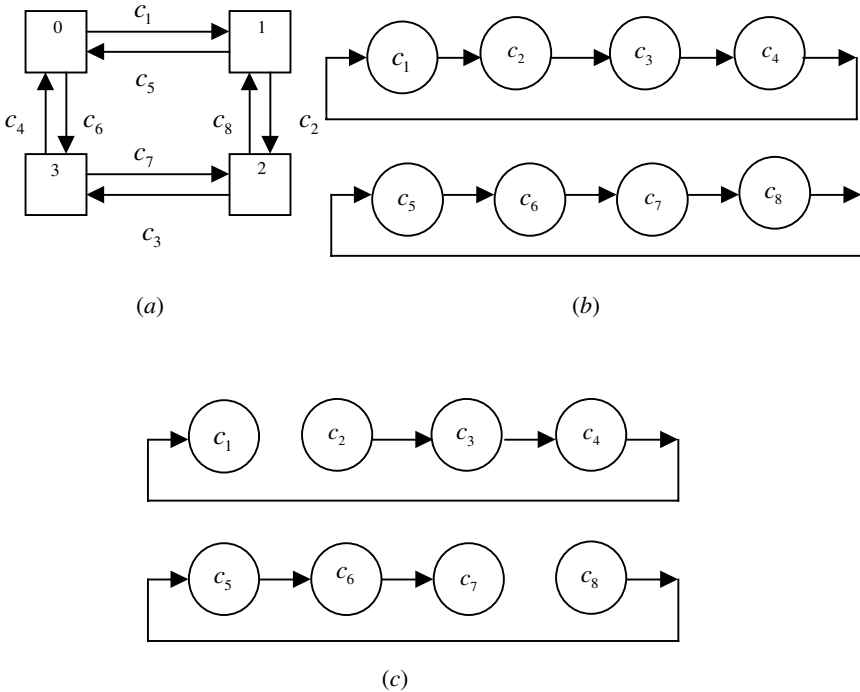 0 c₁ 1
c₅
c₄ c₆ c₈ c₂
3 c₇ 2
c₃
(a)
c₁ c₂ c₃ c₄
c₅ c₆ c₇ c₈
(b)
c₁ c₂ c₃ c₄
c₅ c₆ c₇ c₈
(c)